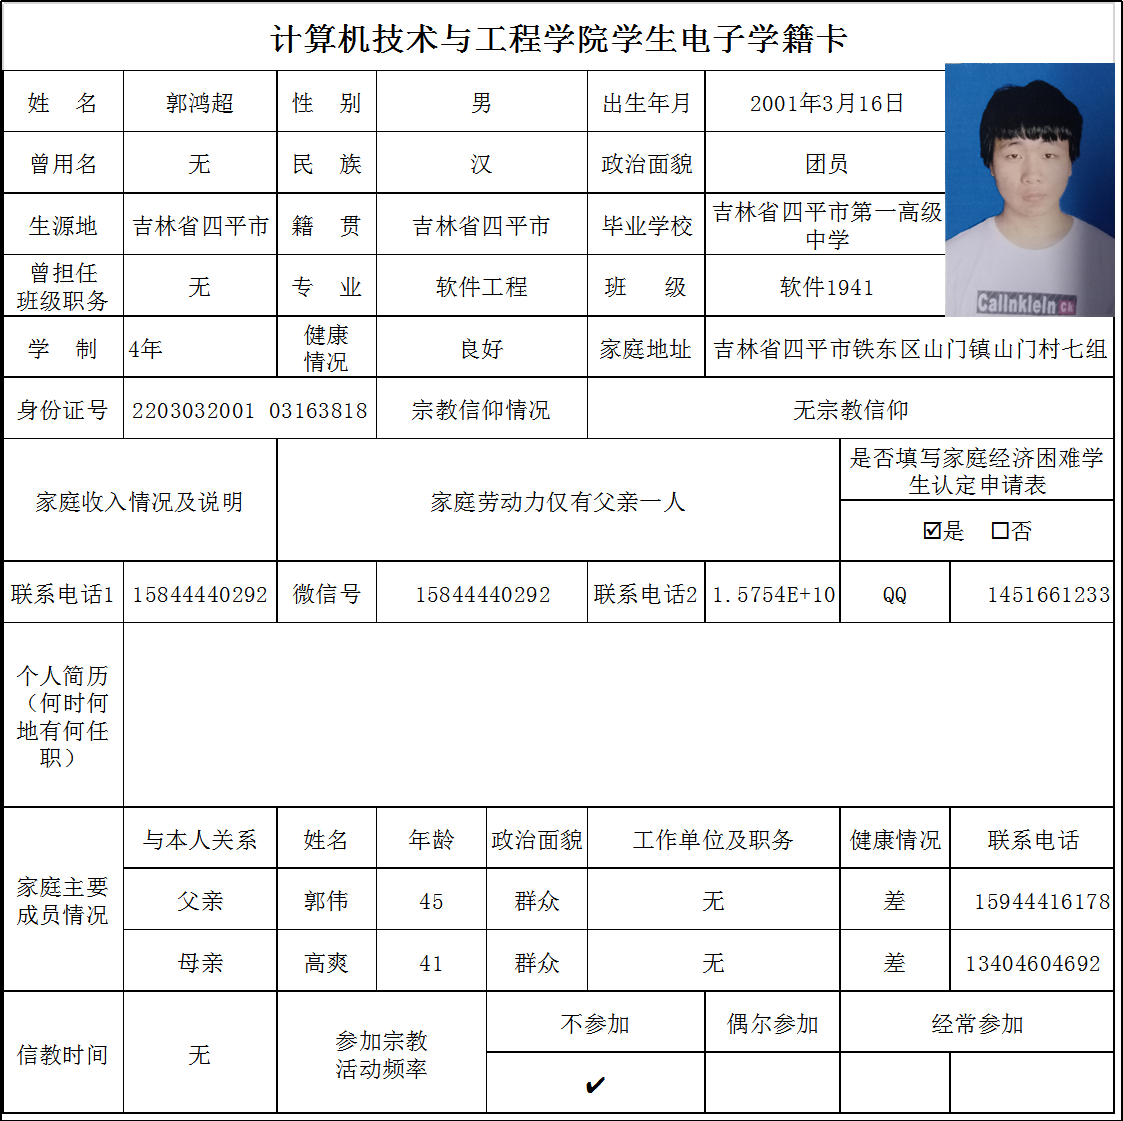 计算机技术与工程学院学生电子学籍卡
姓 名 郭鸿超 性 别 男 出生年月 2001年3月16日
曾用名 无 民 族 汉 政治面貌 团员
生源地 吉林省四平市 籍 贯 吉林省四平市 毕业学校 吉林省四平市第一高级
中学
曾担任
班级职务 无 专 业 软件工程 班 级 软件1941
Calinklein ck
学 制 4年 健康
情况 良好 家庭地址 吉林省四平市铁东区山门镇山门村七组
身份证号 2203032001 03163818 宗教信仰情况 无宗教信仰
家庭收入情况及说明 家庭劳动力仅有父亲一人 是否填写家庭经济困难学
生认定申请表
☑是 ☐否
联系电话1 15844440292 微信号 15844440292 联系电话2 1.5754E+10 QQ 1451661233
个人简历
（何时何
地有何任
职）
家庭主要
成员情况
与本人关系 姓名 年龄 政治面貌 工作单位及职务 健康情况 联系电话
父亲 郭伟 45 群众 无 差 15944416178
母亲 高爽 41 群众 无 差 13404604692
信教时间 无 参加宗教
活动频率
不参加 偶尔参加 经常参加
✔